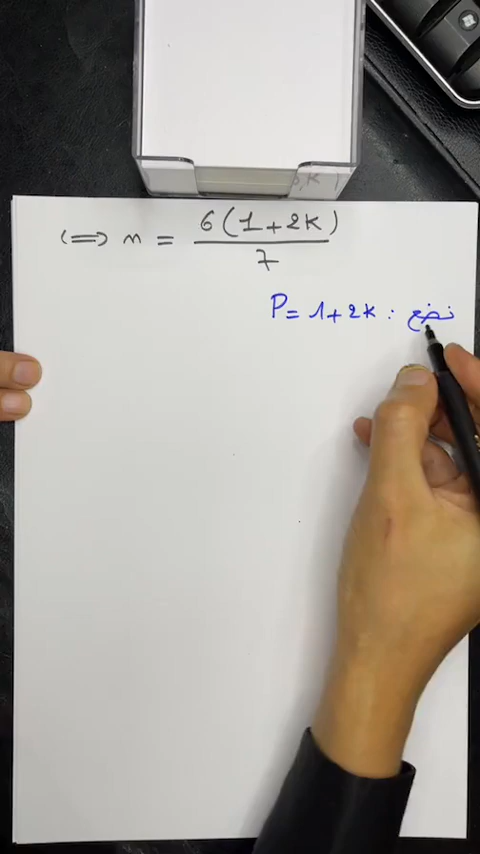 ⟺ n = 6(1+2k)/7
نضع : P = 1+2k